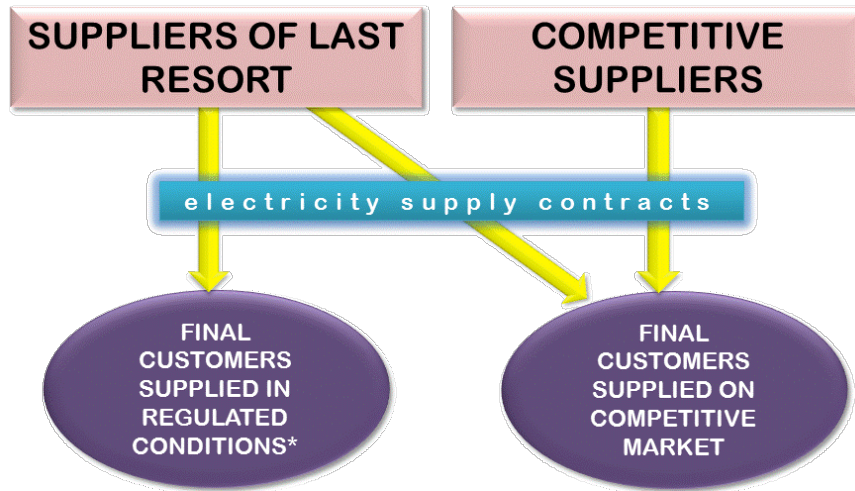 SUPPLIERS OF LAST
RESORT
COMPETITIVE
SUPPLIERS
electricity supply contracts
FINAL
CUSTOMERS
SUPPLIED IN
REGULATED
CONDITIONS*
FINAL
CUSTOMERS
SUPPLIED ON
COMPETITIVE
MARKET